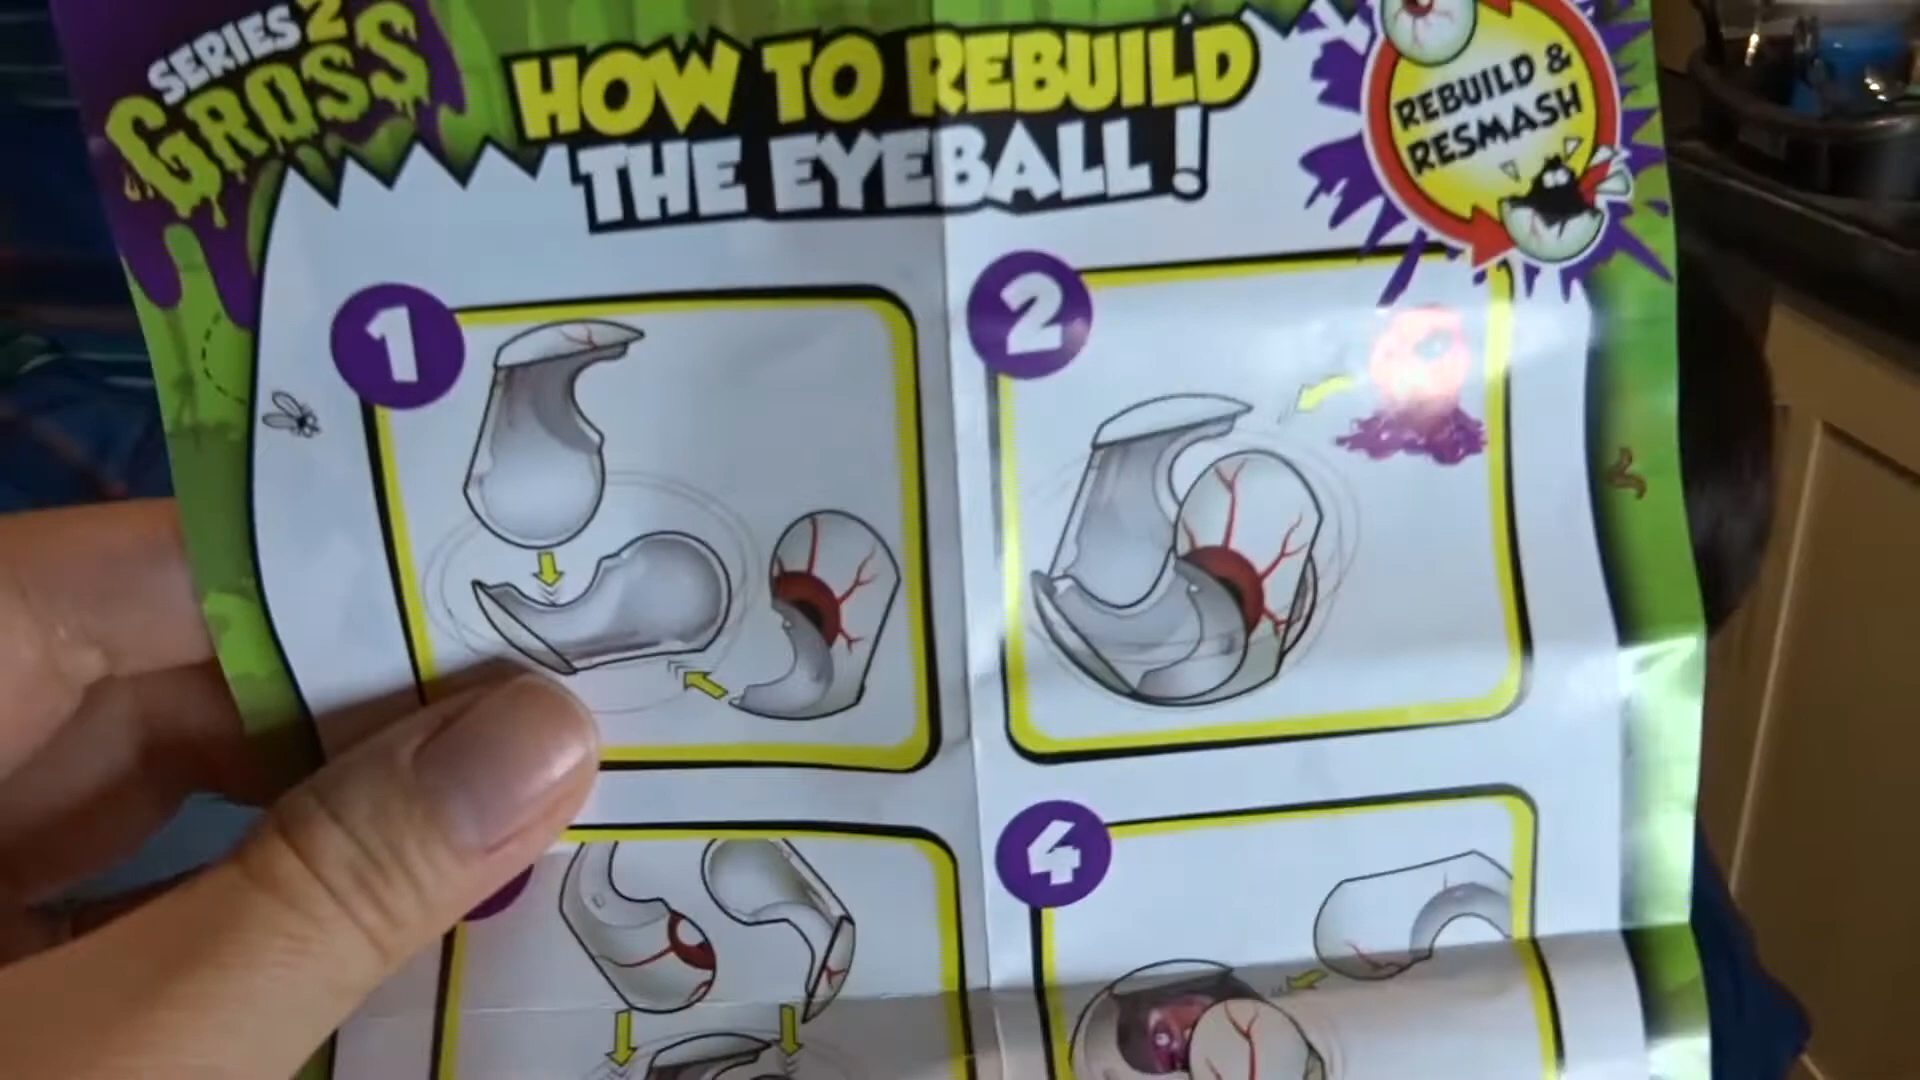 SERIES 2
GROSS
HOW TO REBUILD
THE EYEBALL!
REBUILD &
RESMASH
1
2
4